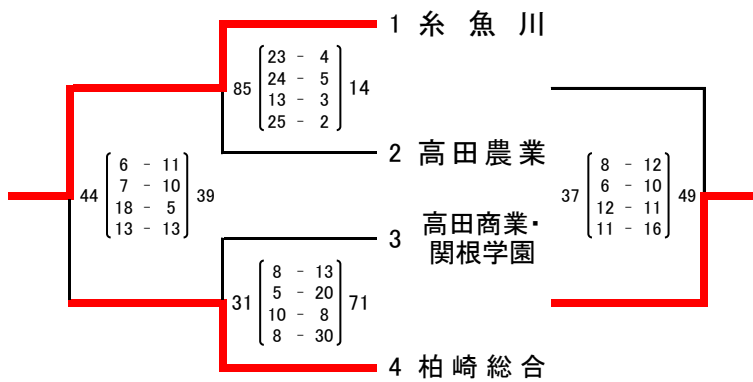 1 糸魚川
85 23 - 4 14
24 - 5
13 - 3
25 - 2
2 高田農業
44 6 - 11 39
7 - 10
18 - 5
13 - 13
37 8 - 12 49
6 - 10
12 - 11
11 - 16
3 高田商業・
関根学園
31 8 - 13 71
5 - 20
10 - 8
8 - 30
4 柏崎総合